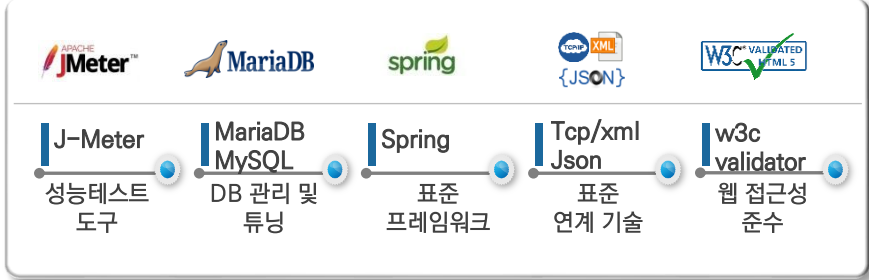 APACHE
JMeter™
MariaDB
spring
TCP/IP XML
{JSON}
W3C® VALIDATED
HTML 5
J-Meter
성능테스트
도구
MariaDB
MySQL
DB 관리 및
튜닝
Spring
표준
프레임워크
Tcp/xml
Json
표준
연계 기술
w3c
validator
웹 접근성
준수